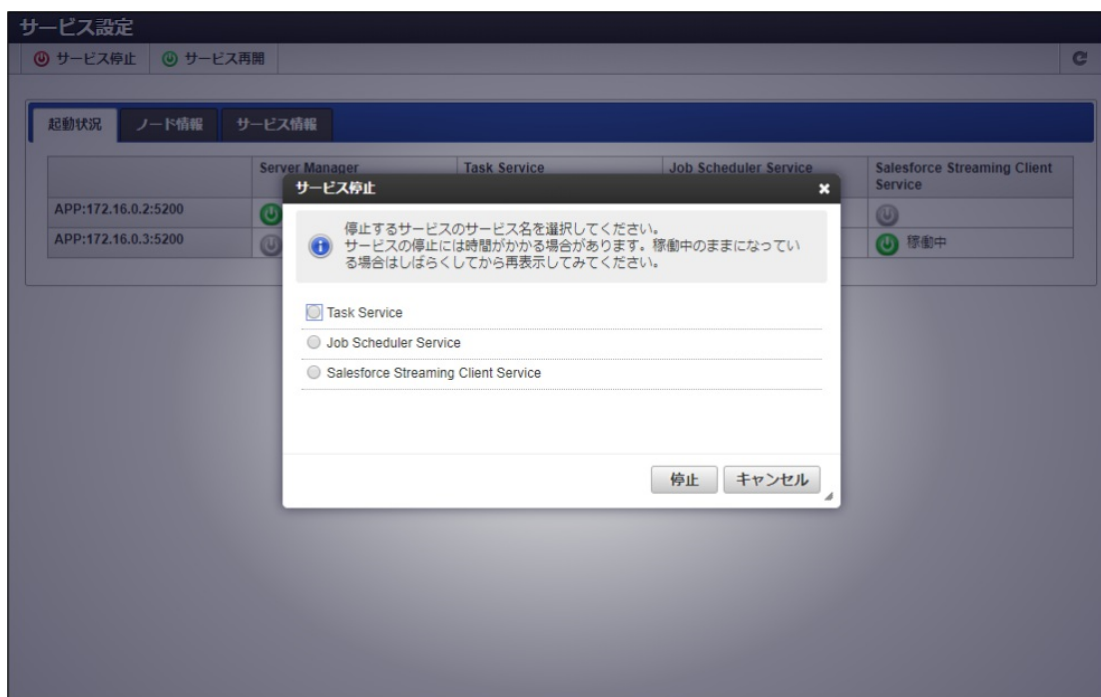 サービス設定
サービス停止 サービス再開
起動状況 ノード情報 サービス情報
Server Manager Task Service Job Scheduler Service Salesforce Streaming Client
Service
サービス停止
APP:172.16.0.2:5200
停止するサービスのサービス名を選択してください。
サービスの停止には時間がかかる場合があります。稼働中のままになってい
る場合はしばらくしてから再表示してみてください。
APP:172.16.0.3:5200 稼働中
Task Service
Job Scheduler Service
Salesforce Streaming Client Service
停止 キャンセル